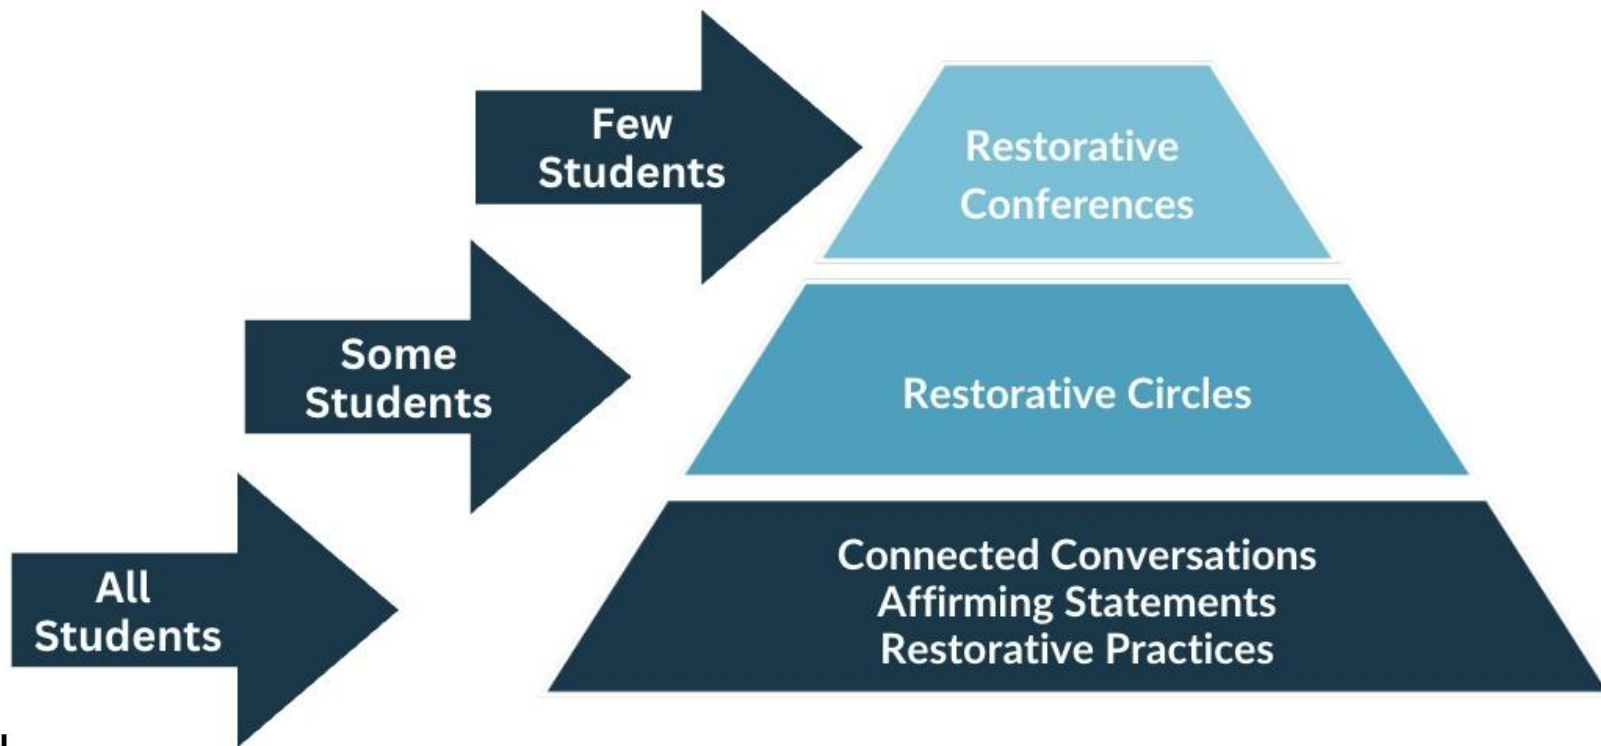 Few
Students
Restorative
Conferences
Some
Students
Restorative Circles
All
Students
Connected Conversations
Affirming Statements
Restorative Practices